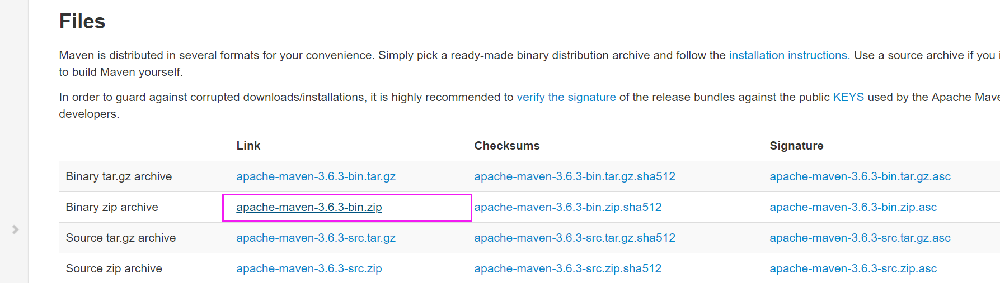 Files
Maven is distributed in several formats for your convenience. Simply pick a ready-made binary distribution archive and follow the installation instructions. Use a source archive if you i
to build Maven yourself.
In order to guard against corrupted downloads/installations, it is highly recommended to verify the signature of the release bundles against the public KEYS used by the Apache Mave
developers.
Link Checksums Signature
Binary tar.gz archive apache-maven-3.6.3-bin.tar.gz apache-maven-3.6.3-bin.tar.gz.sha512 apache-maven-3.6.3-bin.tar.gz.asc
Binary zip archive apache-maven-3.6.3-bin.zip apache-maven-3.6.3-bin.zip.sha512 apache-maven-3.6.3-bin.zip.asc
Source tar.gz archive apache-maven-3.6.3-src.tar.gz apache-maven-3.6.3-src.tar.gz.sha512 apache-maven-3.6.3-src.tar.gz.asc
Source zip archive apache-maven-3.6.3-src.zip apache-maven-3.6.3-src.zip.sha512 apache-maven-3.6.3-src.zip.asc